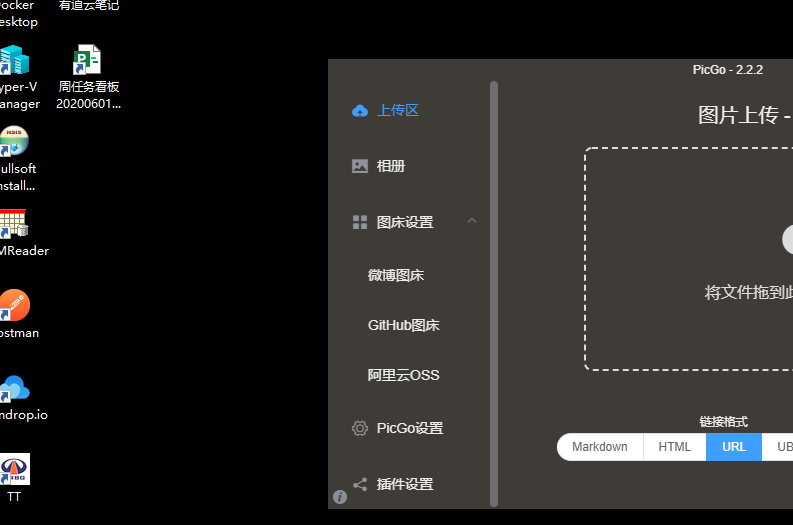 ocker
esktop
有道云笔记
yper-V
anager
周任务看板
20200601...
NSIS
ullsoft
nstall...
MReader
ostman
ndrop.io
TT
PicGo - 2.2.2
上传区
相册
图床设置
微博图床
GitHub图床
阿里云OSS
PicGo设置
插件设置
图片上传 -
将文件拖到此
链接格式
Markdown
HTML
URL
UB